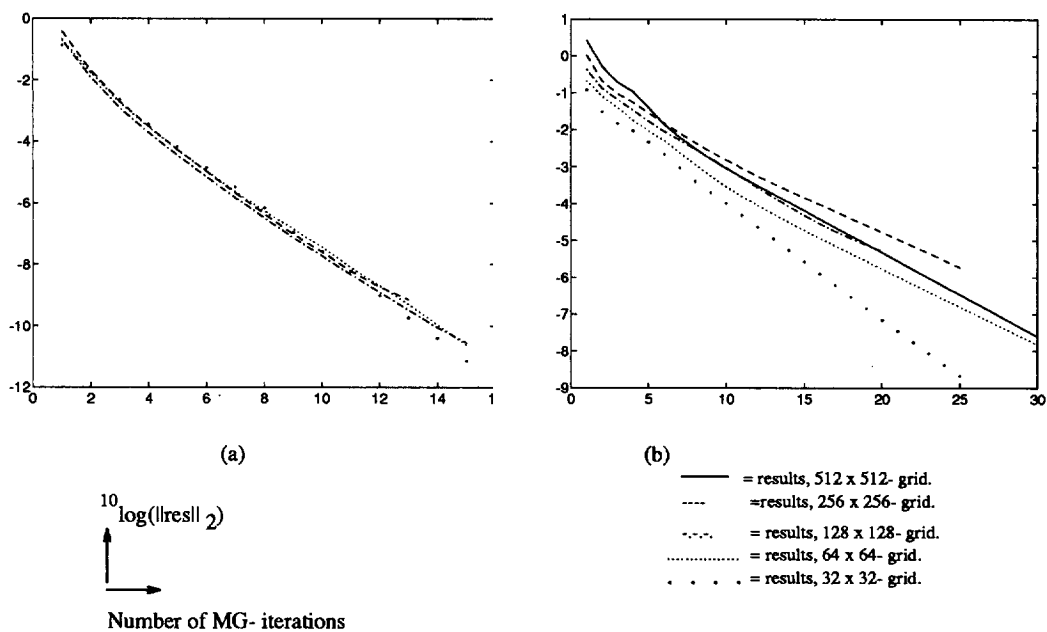 0
-2
-4
-6
-8
-10
-12
0 2 4 6 8 10 12 14 1
(a)
1
0
-1
-2
-3
-4
-5
-6
-7
-8
-9
0 5 10 15 20 25 30
(b)
= results, 512 x 512- grid.
=results, 256 x 256- grid.
= results, 128 x 128- grid.
= results, 64 x 64- grid.
= results, 32 x 32- grid.
10log(||res|| 2)
Number of MG- iterations